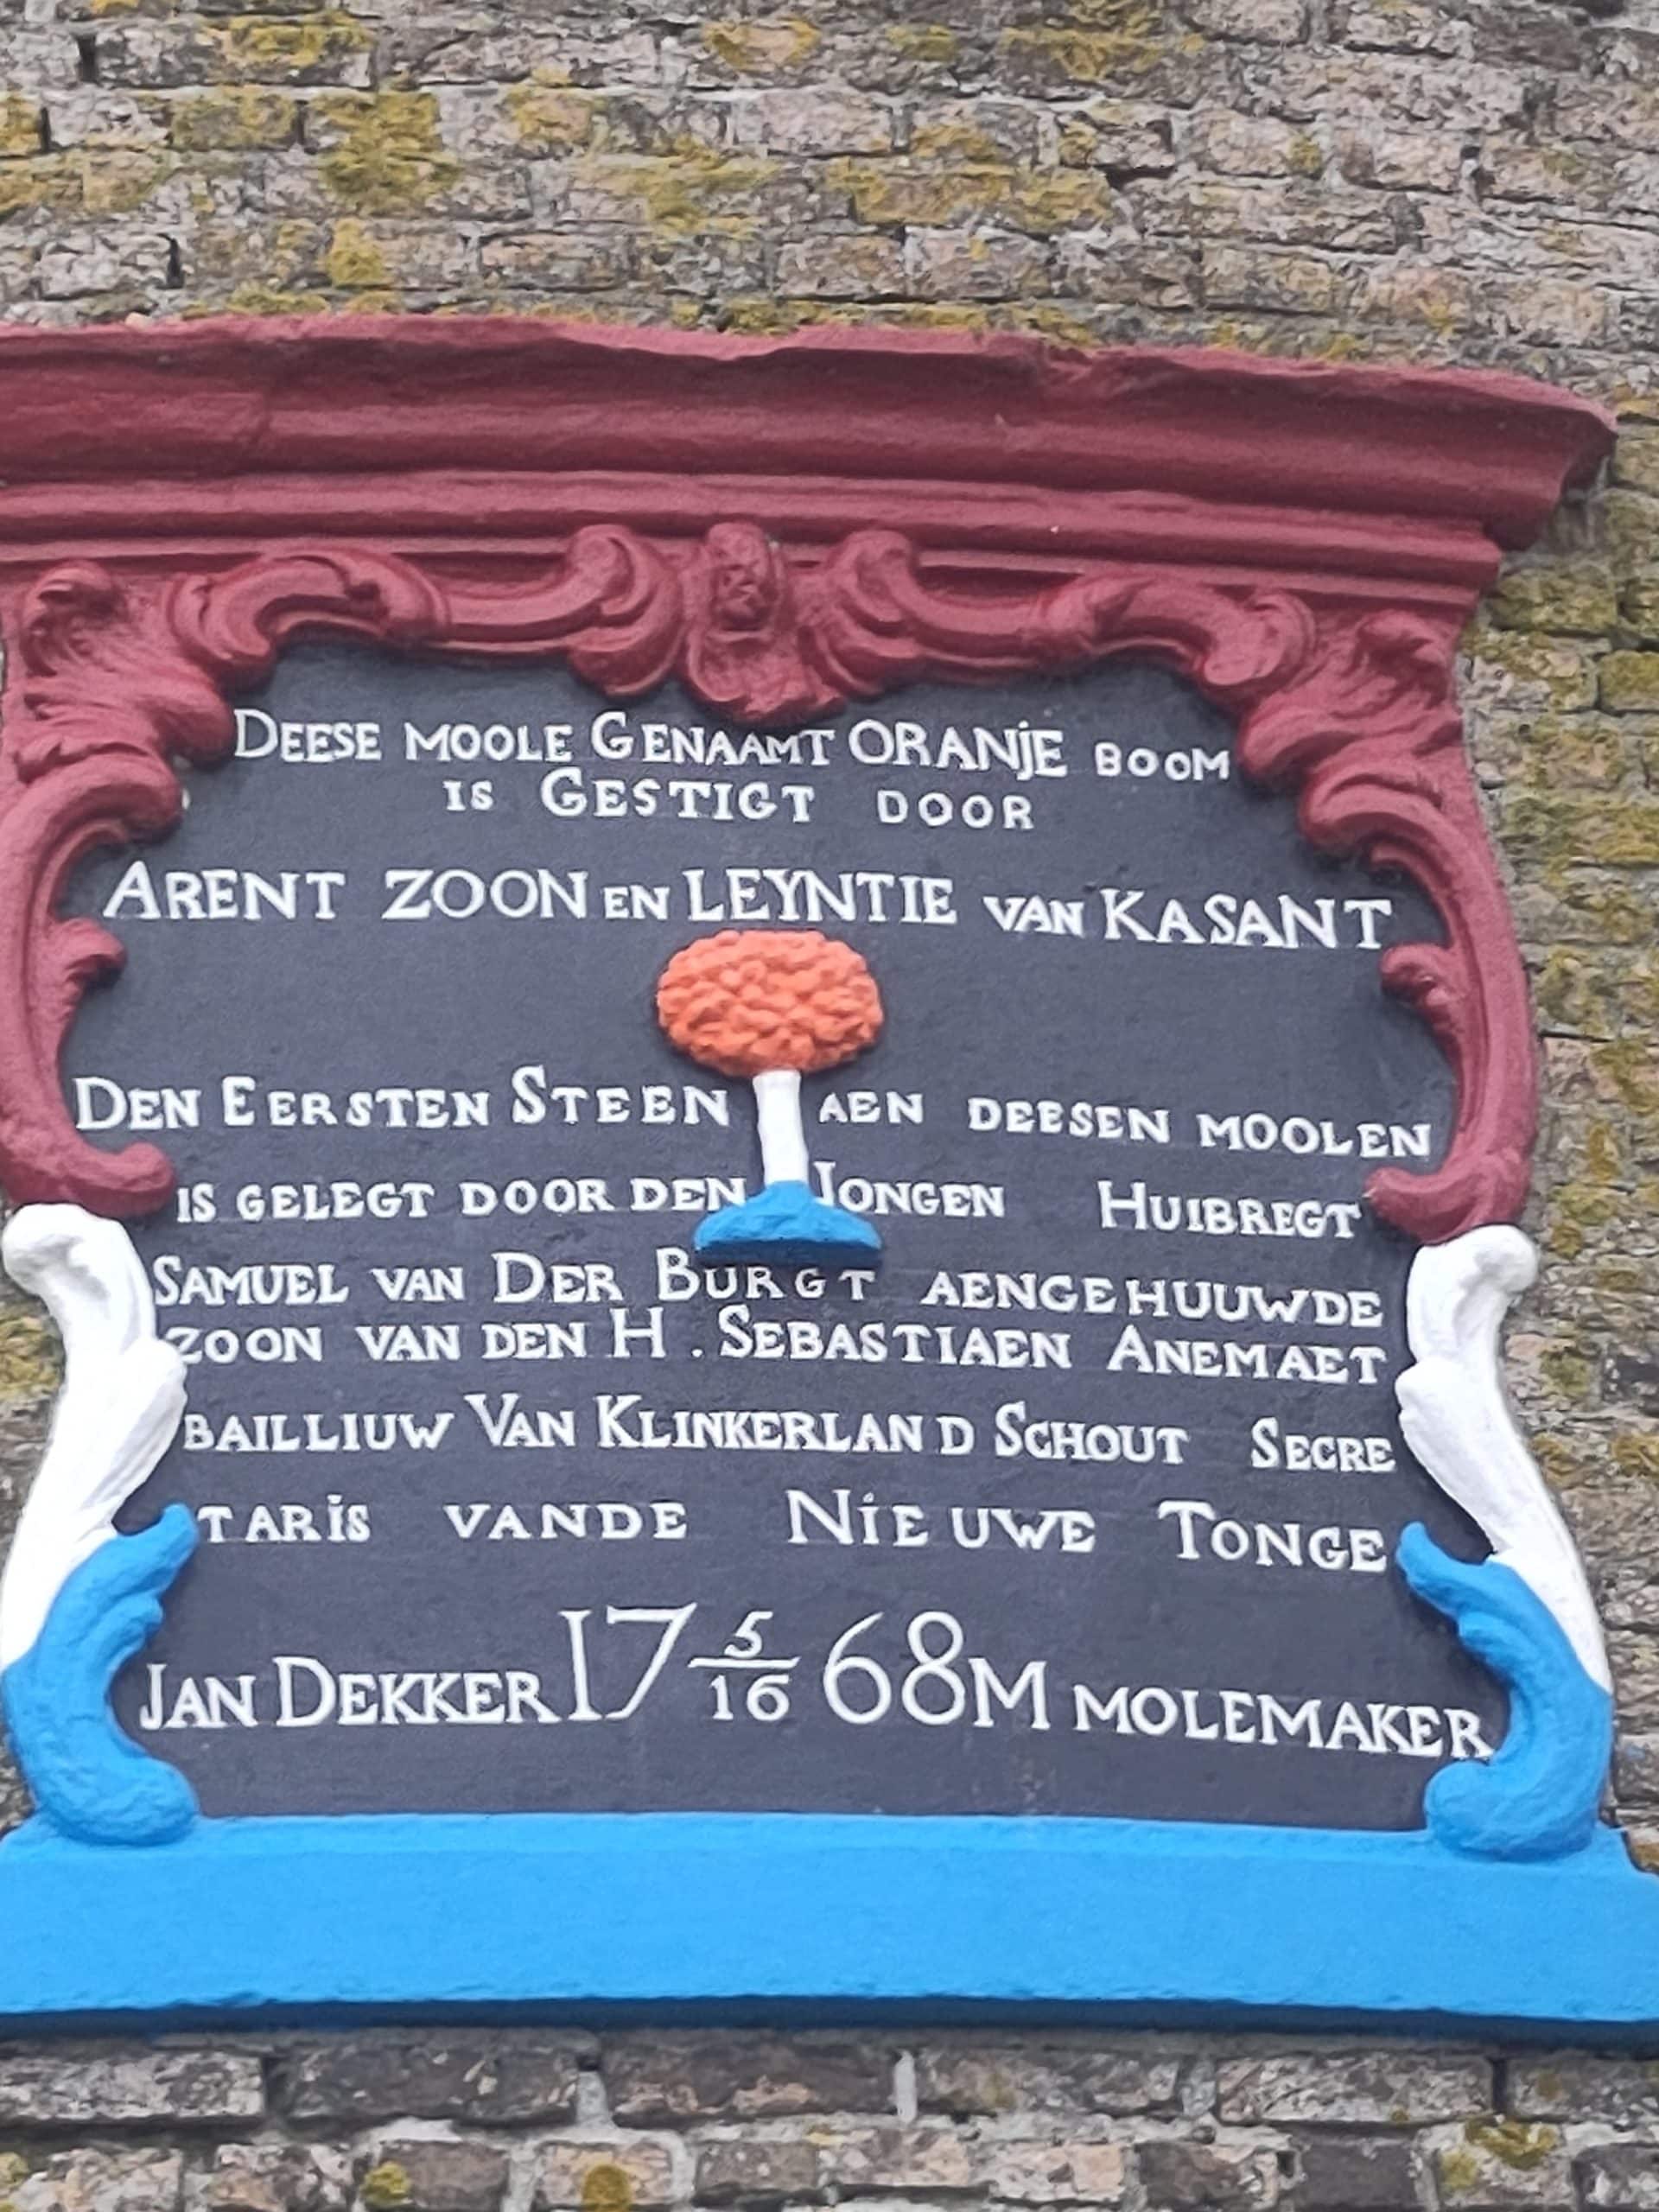 DEESE MOOLE GENAAMT ORANjE BOOM
IS GESTIGT DOOR
ARENT ZOON EN LEYNTIE VAN KASANT
DEN EERSTEN STEEN AEN DEESEN MOOLEN
IS GELEGT DOOR DEN JONGEN HUIBREGT
SAMUEL VAN DER BURGT AENGEHUUWDE
ZOON VAN DEN H. SEBASTIAEN ANEMAET
BAILLIUW VAN KLINKERLAND SCHOUT SECRE
TARiS VANDE NiEUWE TONGE
JAN DEKKER 17 5/16 68 M MOLEMAKER